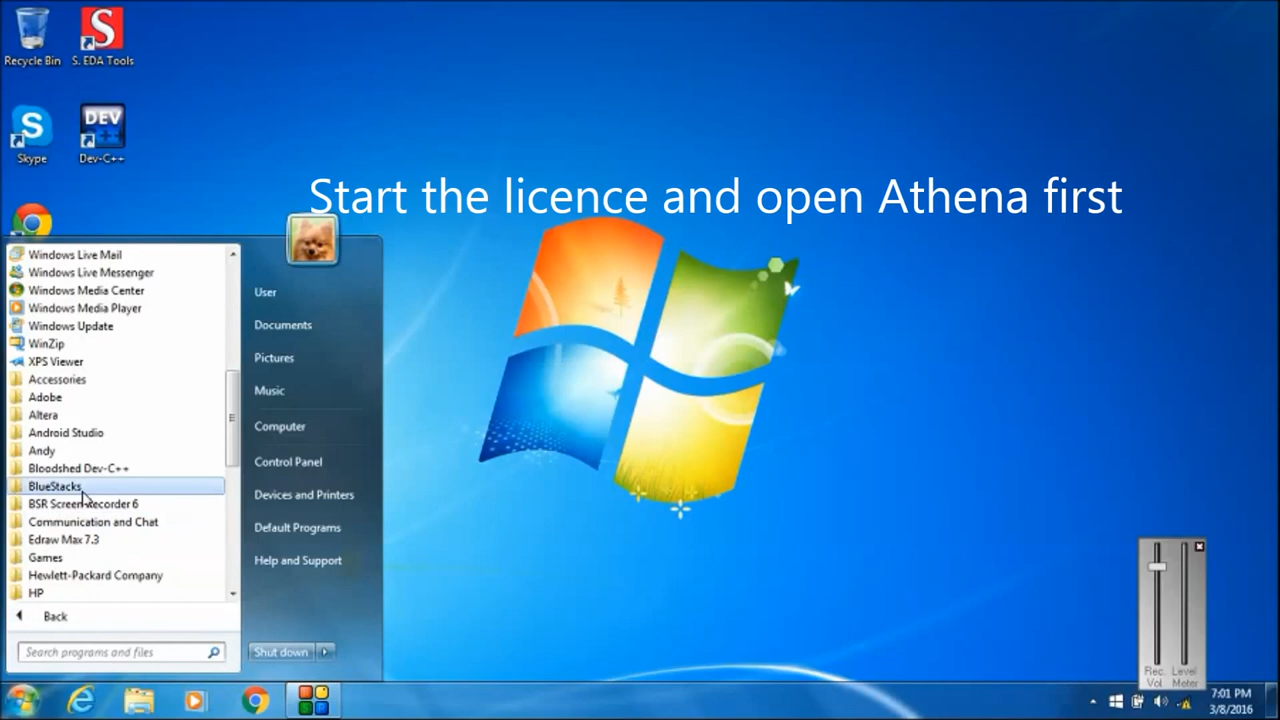 Recycle Bin
S. EDA Tools
DEV
C++
Skype
Dev-C++
Start the licence and open Athena first
Windows Live Mail
Windows Live Messenger
Windows Media Center
Windows Media Player
Windows Update
WinZip
XPS Viewer
Accessories
Adobe
Altera
Android Studio
Andy
Bloodshed Dev-C++
BlueStacks
BSR Screen Recorder 6
Communication and Chat
Edraw Max 7.3
Games
Hewlett-Packard Company
HP
Back
Search programs and files
User
Documents
Pictures
Music
Computer
Control Panel
Devices and Printers
Default Programs
Help and Support
Shut down
Rec. Level
Vol Meter
7:01 PM
3/8/2016